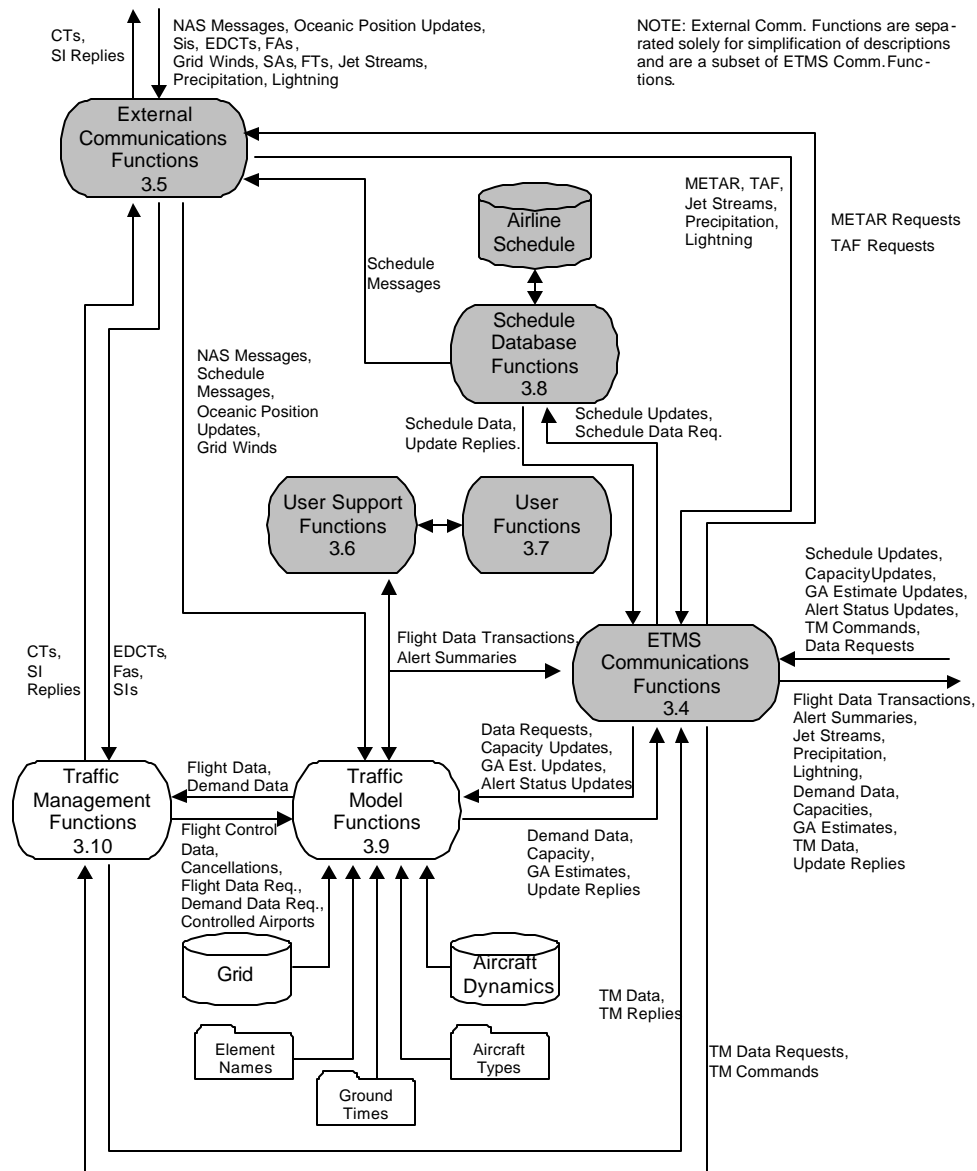 CTs,
SI Replies
NAS Messages, Oceanic Position Updates,
Sis, EDCTs, FAs,
Grid Winds, SAs, FTs, Jet Streams,
Precipitation, Lightning
NOTE: External Comm. Functions are sepa-
rated solely for simplification of descriptions
and are a subset of ETMS Comm.Func-
tions.
External
Communications
Functions
3.5
METAR, TAF,
Jet Streams,
Precipitation,
Lightning
METAR Requests
TAF Requests
Airline
Schedule
Schedule
Messages
Schedule
Database
Functions
3.8
NAS Messages,
Schedule
Messages,
Oceanic Position
Updates,
Grid Winds
Schedule Data,
Update Replies.
Schedule Updates,
Schedule Data Req.
User Support
Functions
3.6
User
Functions
3.7
Schedule Updates,
CapacityUpdates,
GA Estimate Updates,
Alert Status Updates,
TM Commands,
Data Requests
CTs,
SI
Replies
EDCTs,
Fas,
SIs
Flight Data Transactions,
Alert Summaries
ETMS
Communications
Functions
3.4
Flight Data Transactions,
Alert Summaries,
Jet Streams,
Precipitation,
Lightning,
Demand Data,
Capacities,
GA Estimates,
TM Data,
Update Replies
Data Requests,
Capacity Updates,
GA Est. Updates,
Alert Status Updates
Traffic
Management
Functions
3.10
Flight Data,
Demand Data
Traffic
Model
Functions
3.9
Flight Control
Data,
Cancellations,
Flight Data Req.,
Demand Data Req.,
Controlled Airports
Demand Data,
Capacity,
GA Estimates,
Update Replies
Grid
Aircraft
Dynamics
TM Data,
TM Replies
Element
Names
Aircraft
Types
Ground
Times
TM Data Requests,
TM Commands